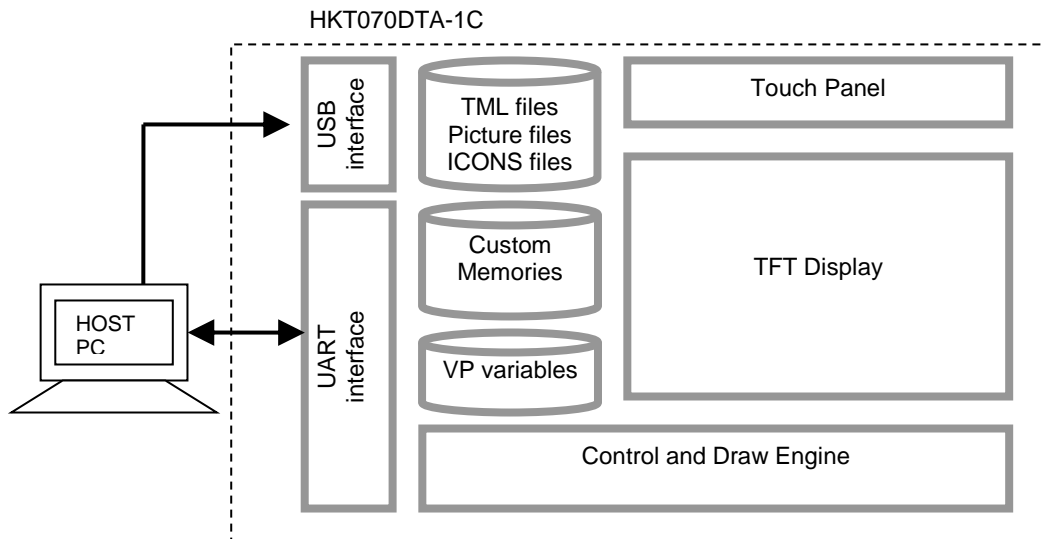 HKT070DTA-1C
USB
interface
TML files
Picture files
ICONS files
Touch Panel
Custom
Memories
TFT Display
HOST
PC
UART
interface
VP variables
Control and Draw Engine